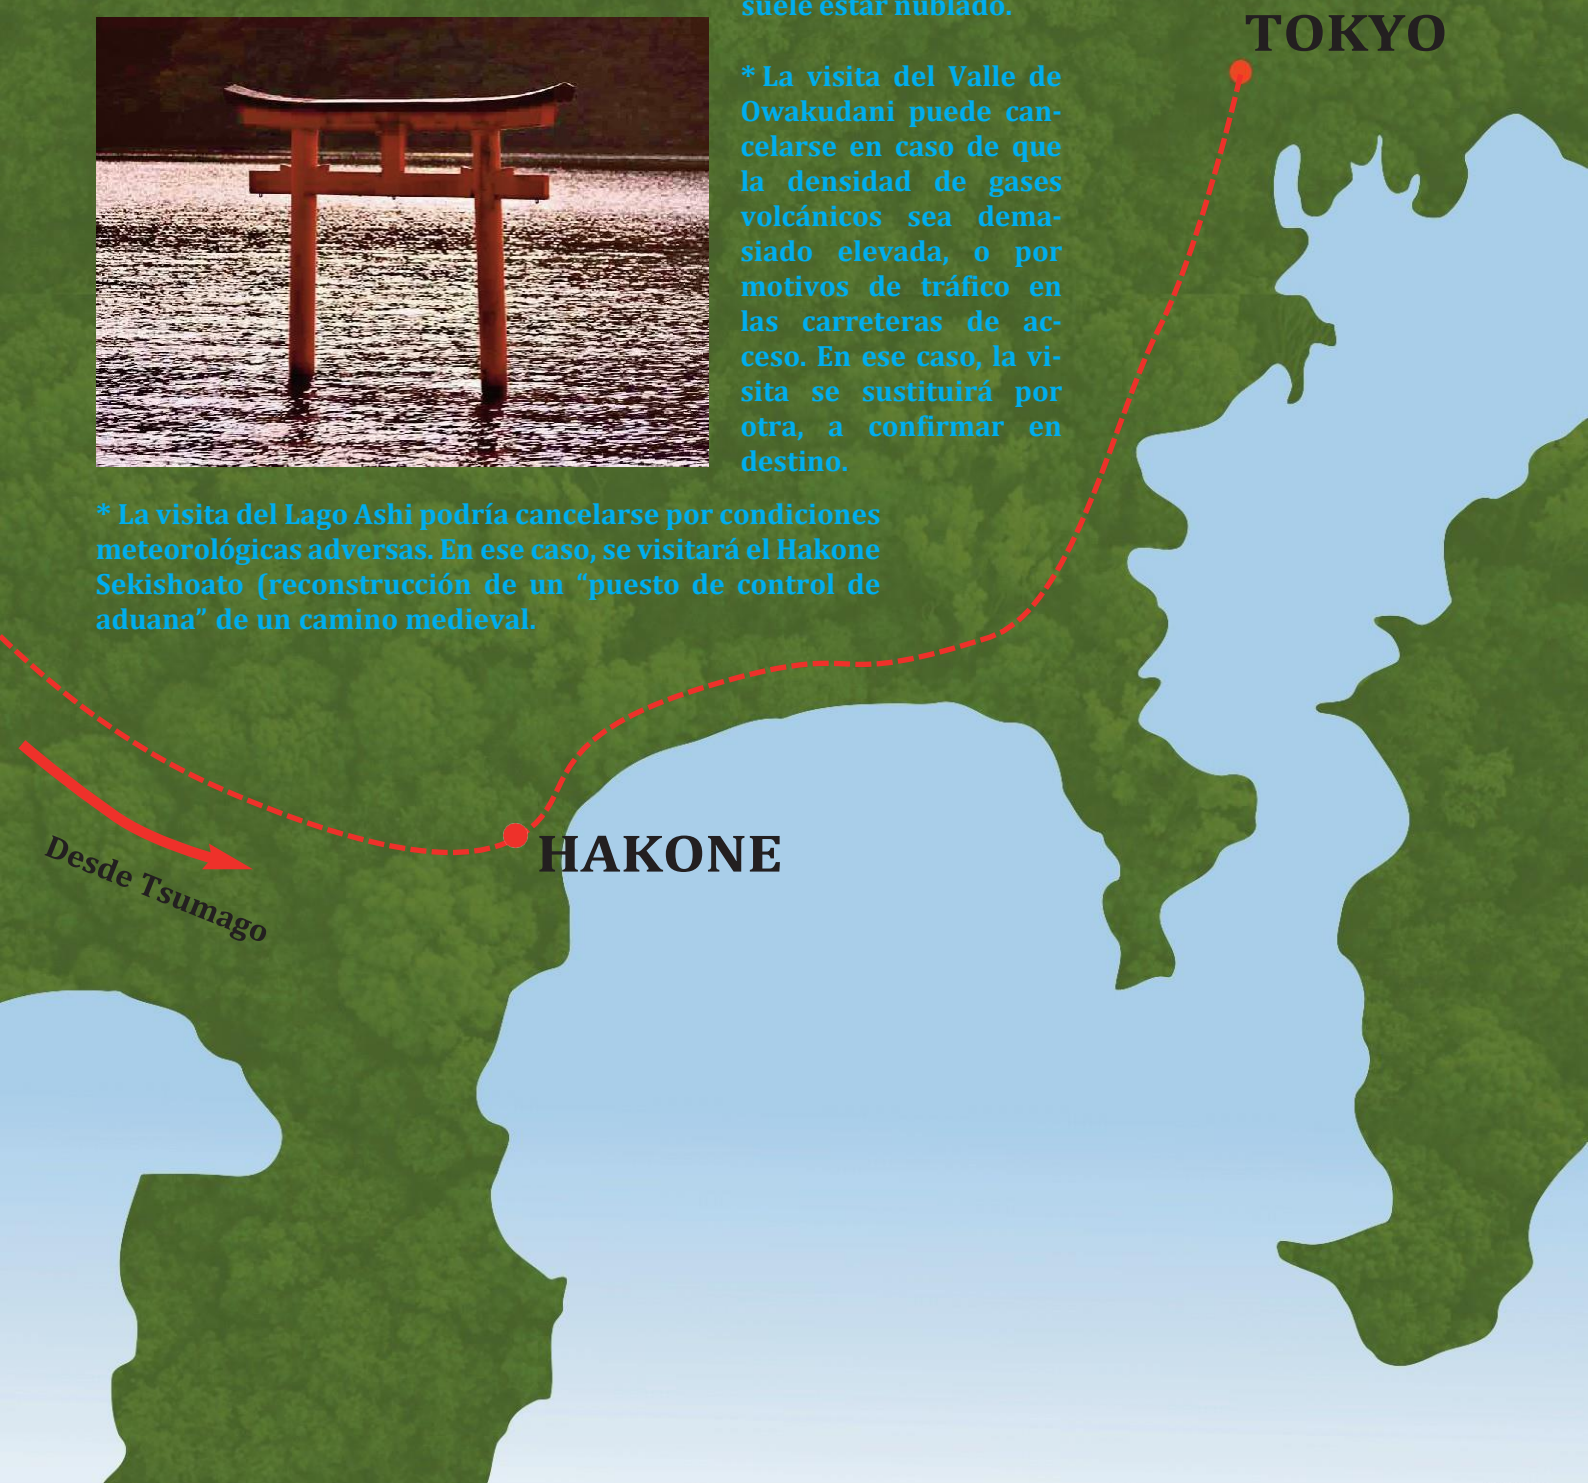 suele estar nublado.
TOKYO
* La visita del Valle de
Owakudani puede can-
celarse en caso de que
la densidad de gases
volcánicos sea dema-
siado elevada, o por
motivos de tráfico en
las carreteras de ac-
ceso. En ese caso, la vi-
sita se sustituirá por
otra, a confirmar en
destino.
* La visita del Lago Ashi podría cancelarse por condiciones
meteorológicas adversas. En ese caso, se visitará el Hakone
Sekishoato (reconstrucción de un “puesto de control de
aduana” de un camino medieval.
HAKONE
Desde Tsumago